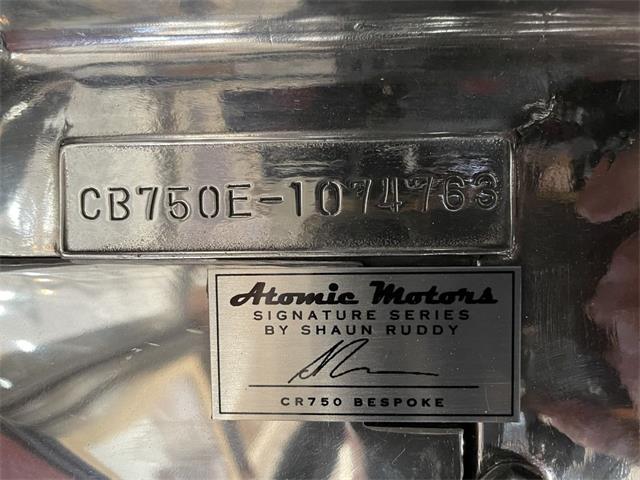 CB750E-1074763
Atomic Motors
SIGNATURE SERIES
BY SHAUN RUDDY
CR750 BESPOKE